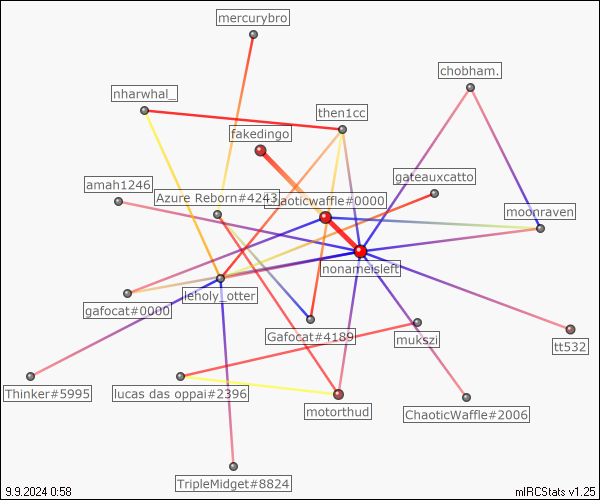 mercurybro
chobham.
nharwhal_
then1cc
fakedingo
gateauxcatto
amah1246
Azure Reborn#4243
haoticwaffle#0000
moonraven
nonameisleft
leholy_otter
gafocat#0000
Gafocat#4189
mukszi
tt532
Thinker#5995
lucas das oppai#2396
motorthud
ChaoticWaffle#2006
TripleMidget#8824
9.9.2024 0:58
mIRCStats v1.25